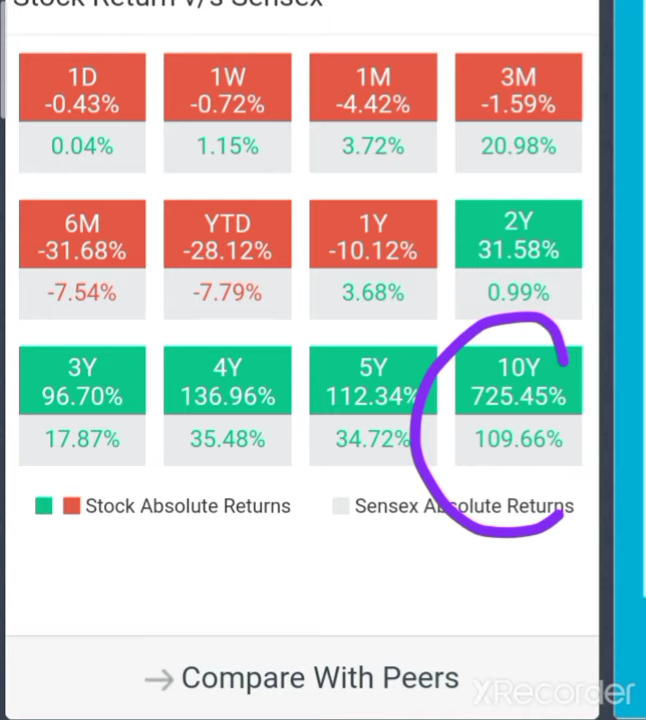 Stock Return v/s Sensex
1D 1W 1M 3M
-0.43% -0.72% -4.42% -1.59%
0.04% 1.15% 3.72% 20.98%
6M YTD 1Y 2Y
-31.68% -28.12% -10.12% 31.58%
-7.54% -7.79% 3.68% 0.99%
3Y 4Y 5Y 10Y
96.70% 136.96% 112.34% 725.45%
17.87% 35.48% 34.72% 109.66%
Stock Absolute Returns Sensex Absolute Returns
→ Compare With Peers
XRecorder